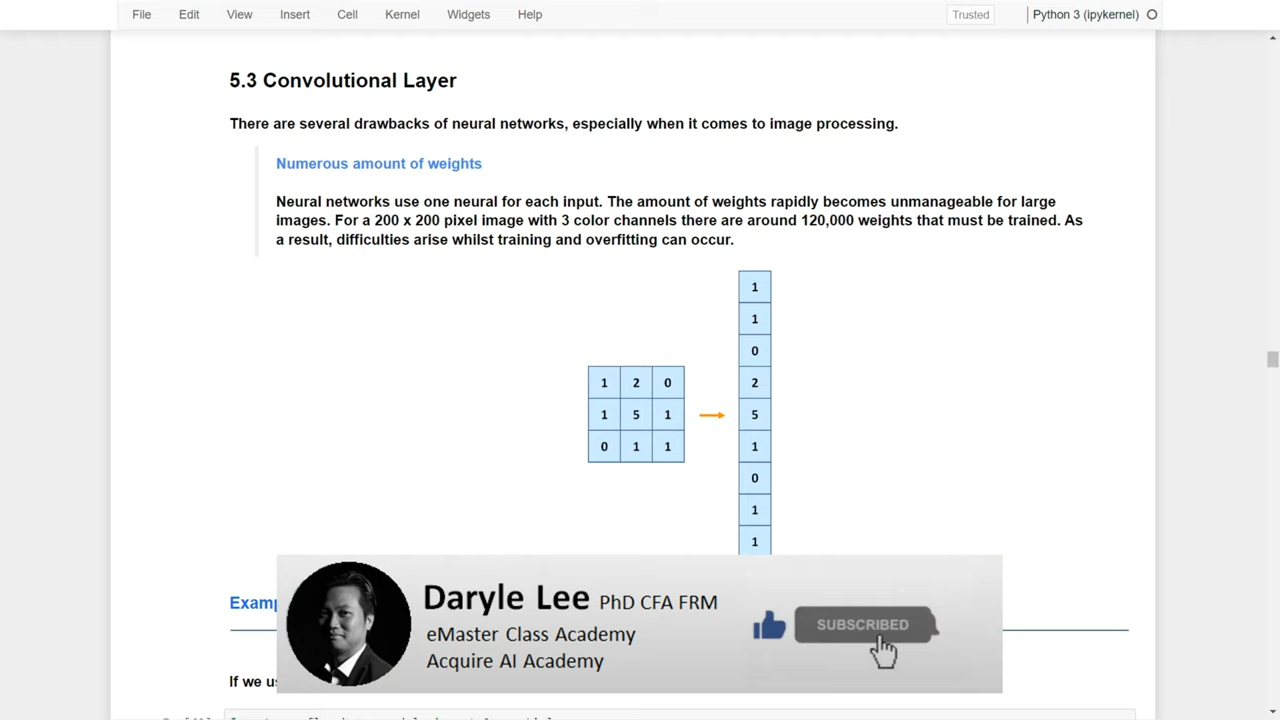 File Edit View Insert Cell Kernel Widgets Help Trusted Python 3 (ipykernel)
5.3 Convolutional Layer
There are several drawbacks of neural networks, especially when it comes to image processing.
Numerous amount of weights
Neural networks use one neural for each input. The amount of weights rapidly becomes unmanageable for large
images. For a 200 x 200 pixel image with 3 color channels there are around 120,000 weights that must be trained. As
a result, difficulties arise whilst training and overfitting can occur.
1 2 0
1 5 1
0 1 1
1
1
0
2
5
1
0
1
1
Daryle Lee PhD CFA FRM
eMaster Class Academy
Acquire AI Academy
SUBSCRIBED
If we